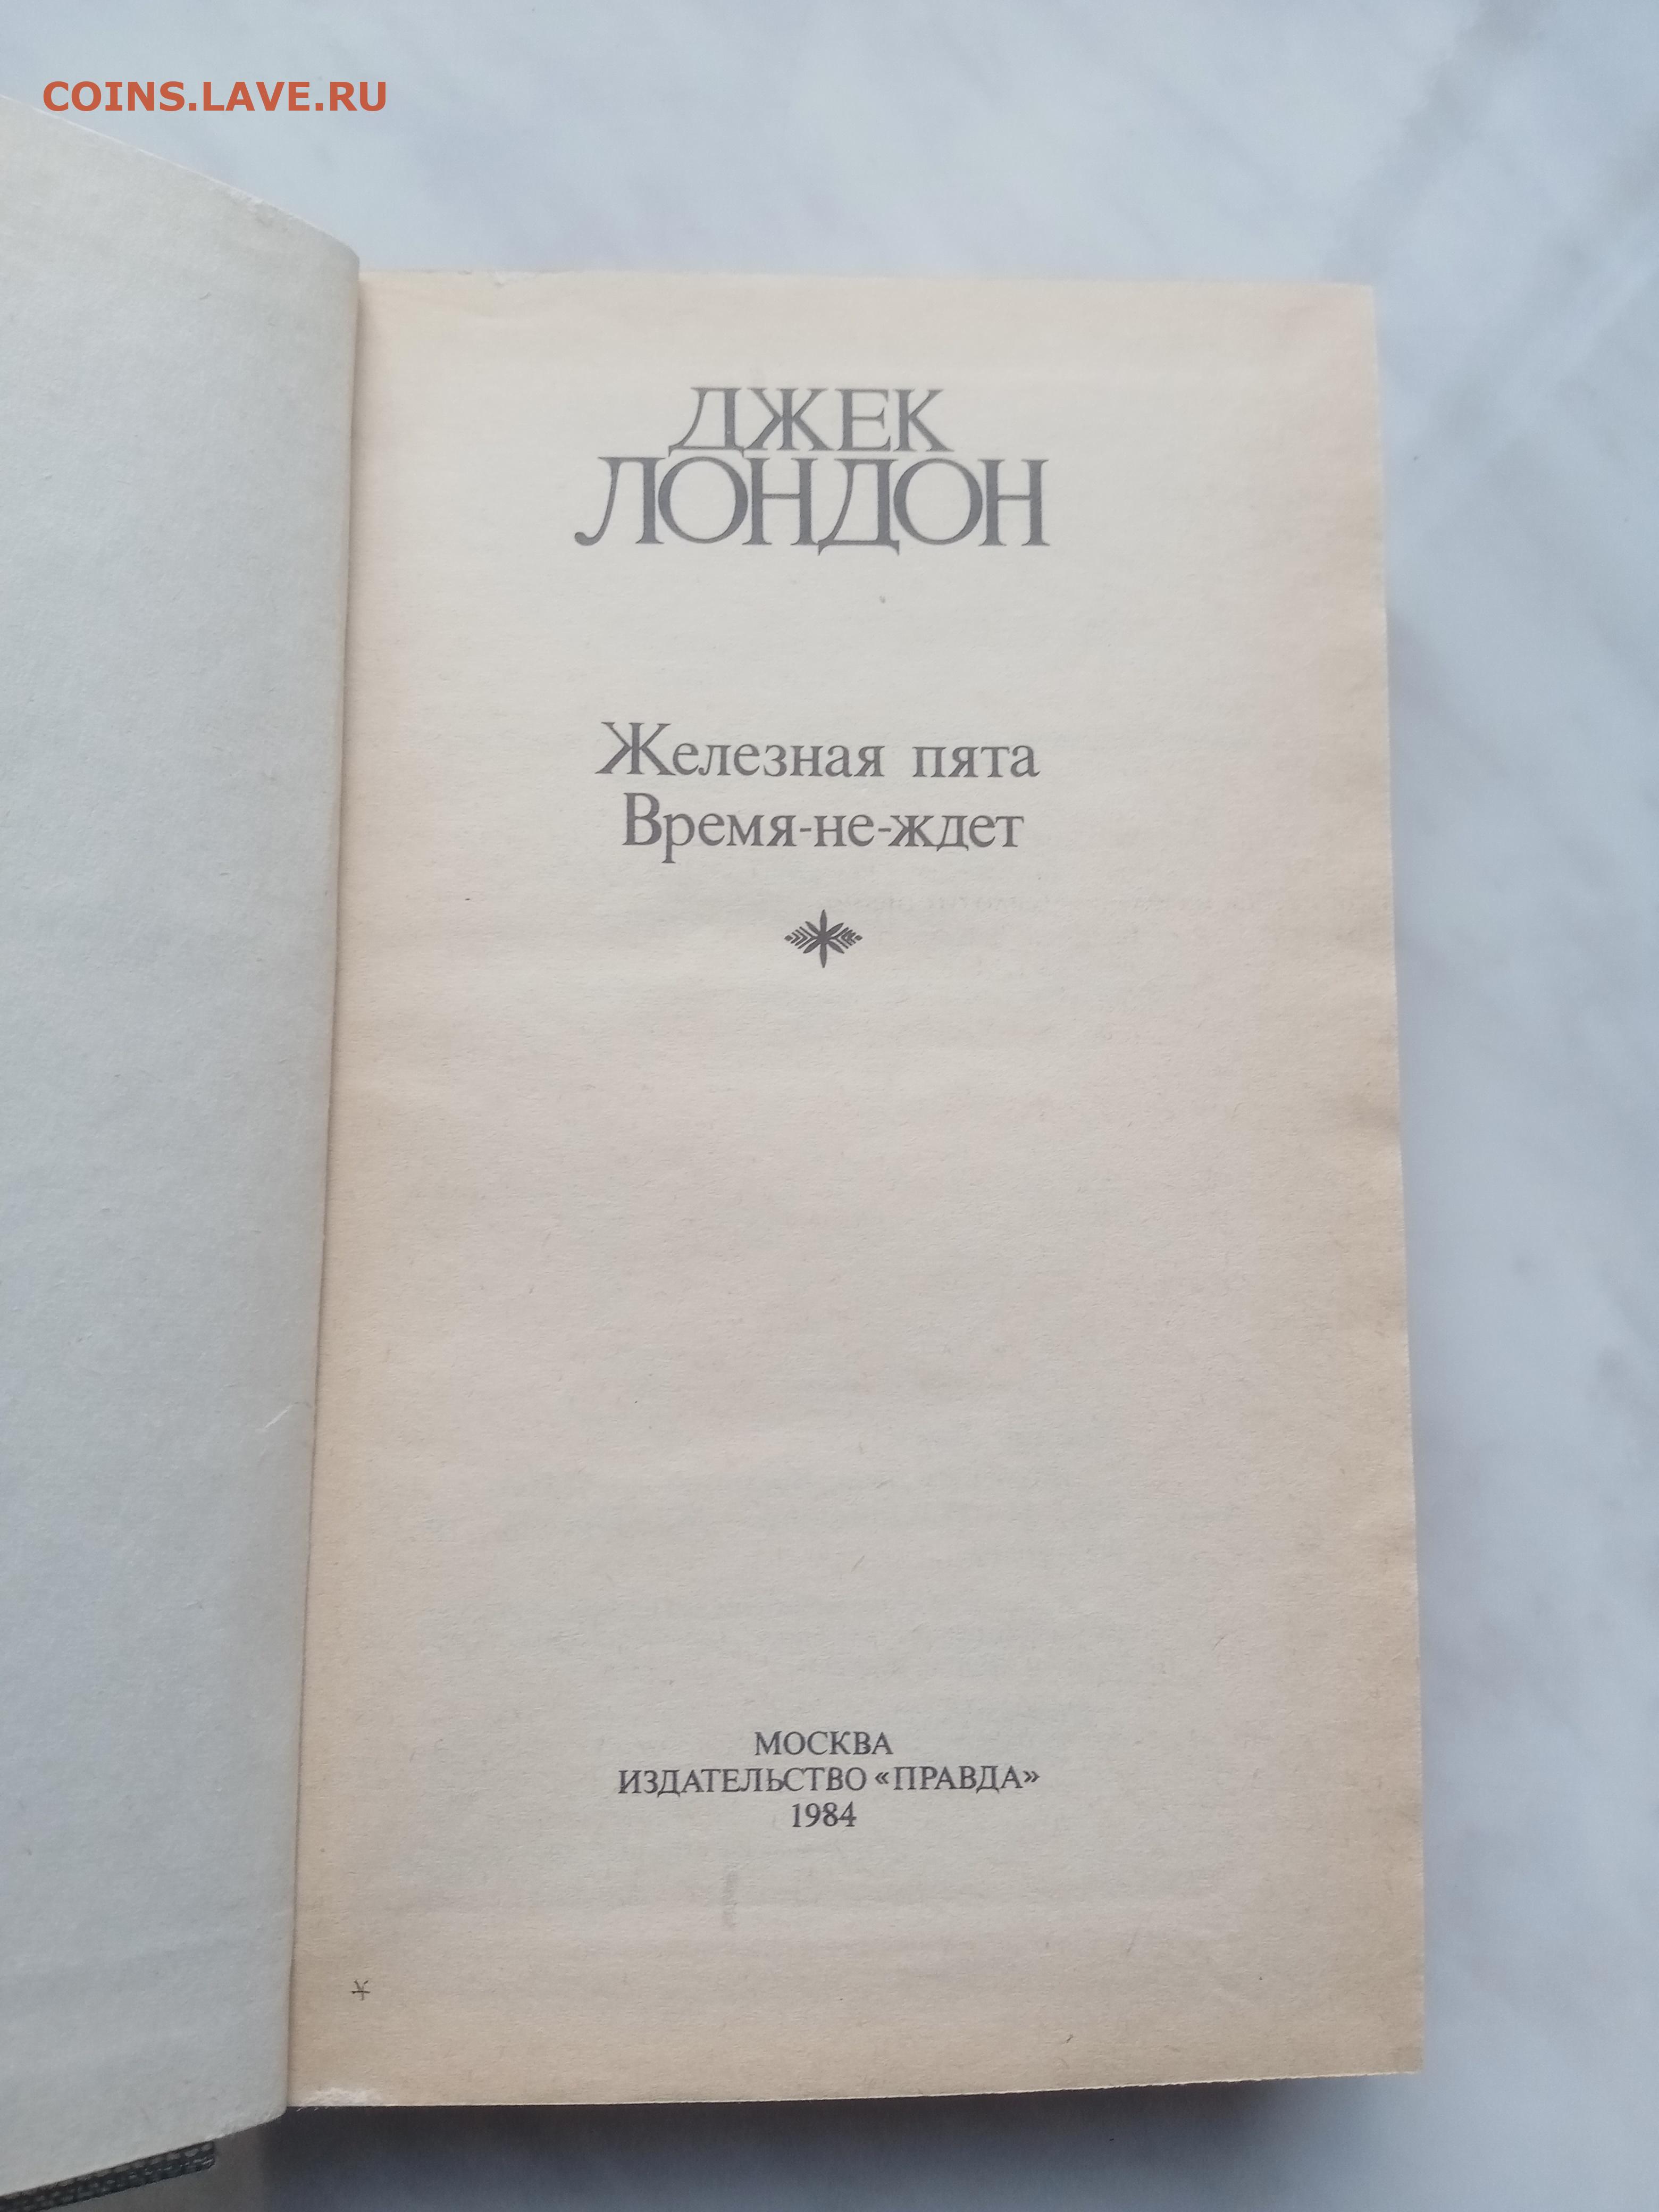 COINS.LAVE.RU
ДЖЕК
ЛОНДОН
Железная пята
Время-не-ждет
МОСКВА
ИЗДАТЕЛЬСТВО «ПРАВДА»
1984